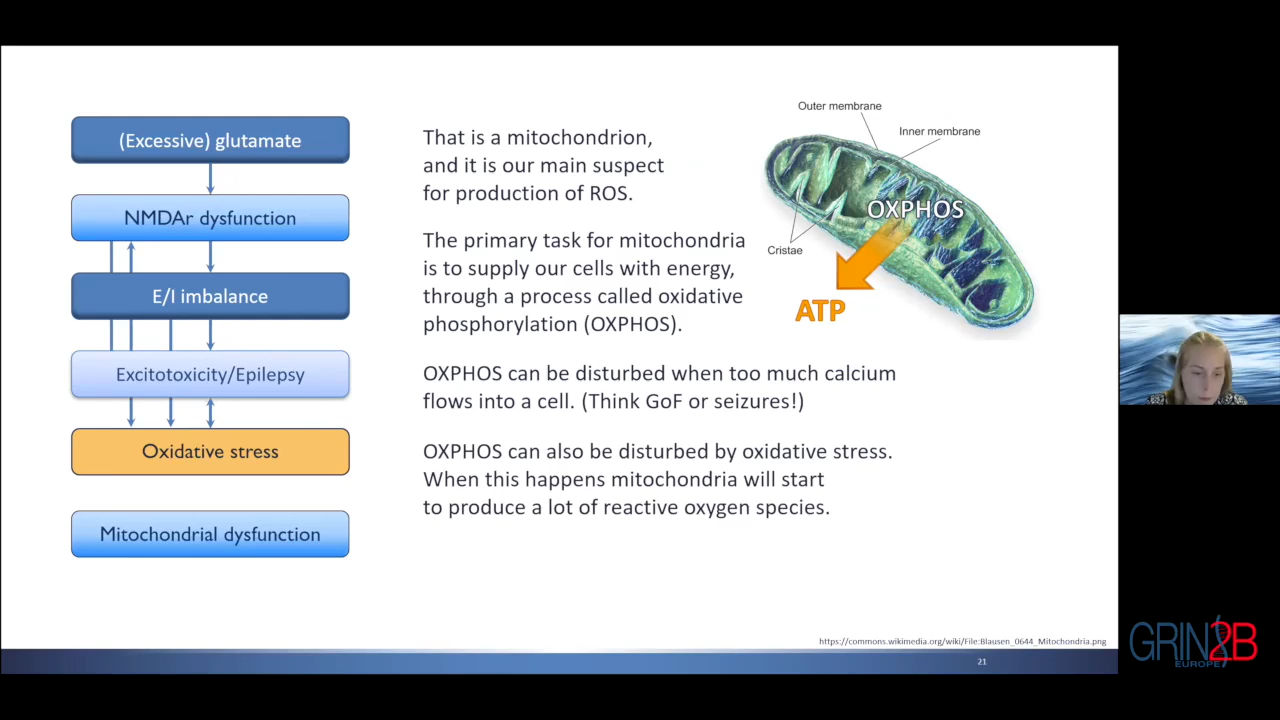 (Excessive) glutamate
NMDAr dysfunction
E/I imbalance
Excitotoxicity/Epilepsy
Oxidative stress
Mitochondrial dysfunction
That is a mitochondrion,
and it is our main suspect
for production of ROS.
The primary task for mitochondria
is to supply our cells with energy,
through a process called oxidative
phosphorylation (OXPHOS).
OXPHOS can be disturbed when too much calcium
flows into a cell. (Think GoF or seizures!)
OXPHOS can also be disturbed by oxidative stress.
When this happens mitochondria will start
to produce a lot of reactive oxygen species.
Outer membrane
Inner membrane
OXPHOS
Cristae
ATP
https://commons.wikimedia.org/wiki/File:Blausen_0644_Mitochondria.png
21
GRIN2B
EUROPE